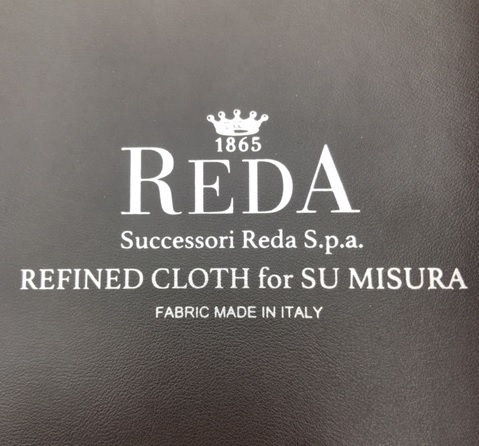 1865
REDA
Successori Reda S.p.a.
REFINED CLOTH for SU MISURA
FABRIC MADE IN ITALY